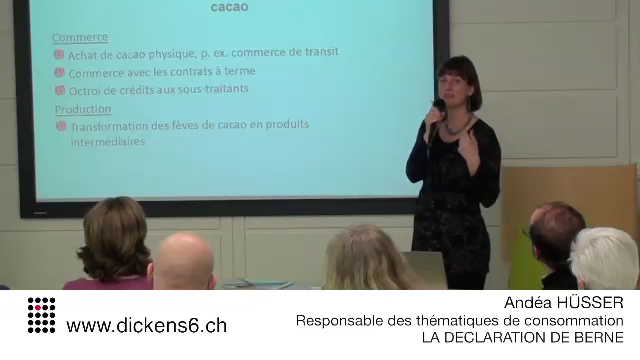 cacao
Commerce
Achat de cacao physique, p. ex. commerce de transit
Commerce avec les contrats à terme
Octroi de crédits aux sous-traitants
Production
Transformation des fèves de cacao en produits
intermédiaires
www.dickens6.ch
Andéa HÜSSER
Responsable des thématiques de consommation
LA DECLARATION DE BERNE